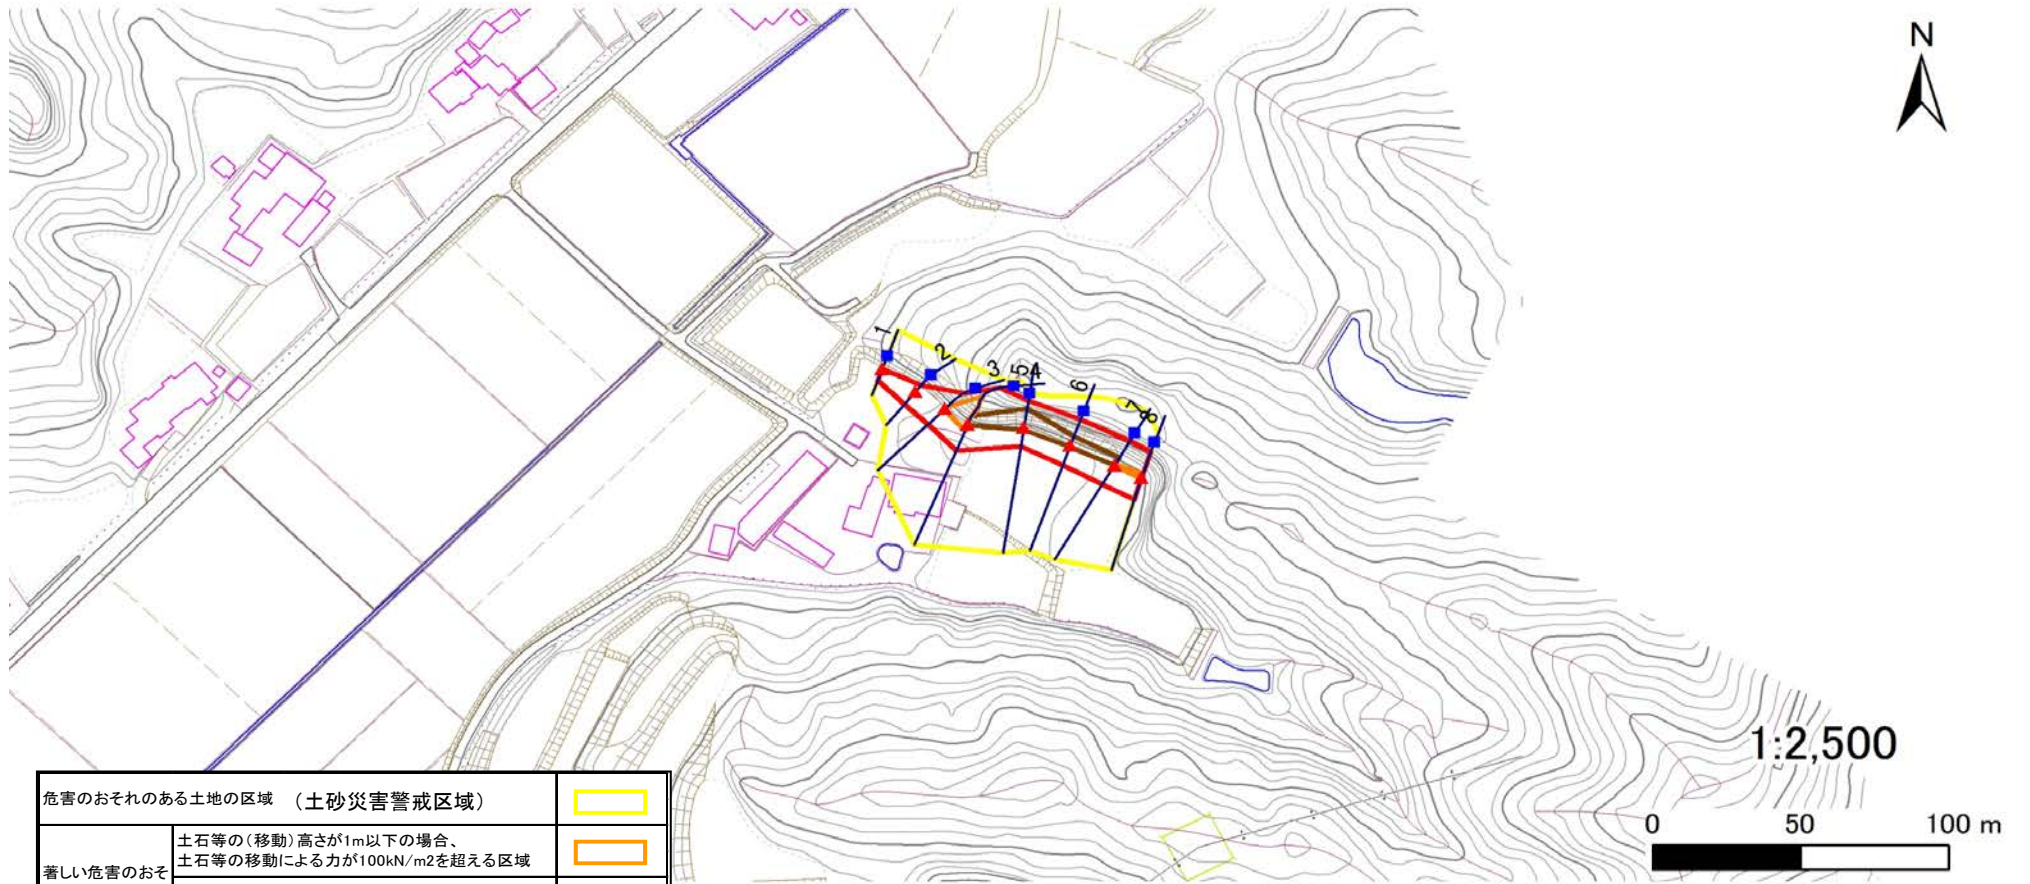 N
1
2
3
5
4
6
7
8
1:2,500
0 50 100 m
危害のおそれのある土地の区域 (土砂災害警戒区域)
土石等の(移動)高さが1m以下の場合、
土石等の移動による力が100kN/m2を超える区域
著しい危害のおそ